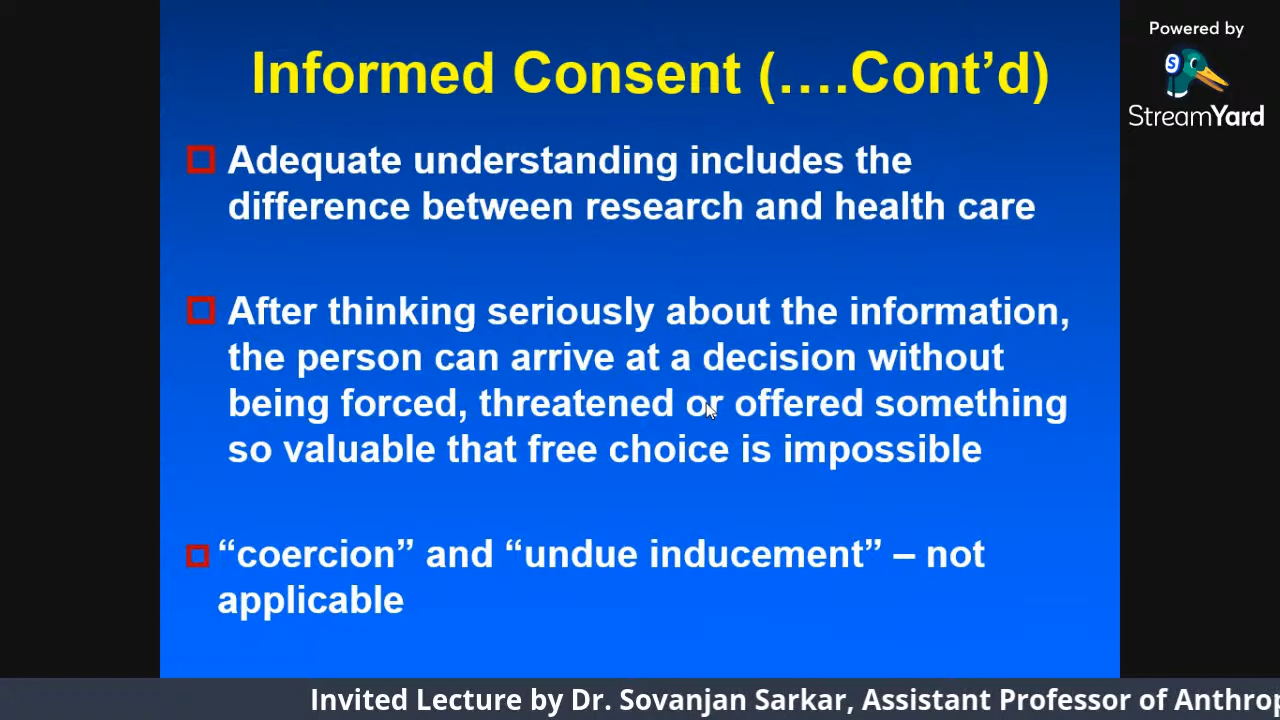 Informed Consent (….Cont’d)
Powered by
StreamYard
Adequate understanding includes the
difference between research and health care
After thinking seriously about the information,
the person can arrive at a decision without
being forced, threatened or offered something
so valuable that free choice is impossible
“coercion” and “undue inducement” – not
applicable
Invited Lecture by Dr. Sovanjan Sarkar, Assistant Professor of Anthrop